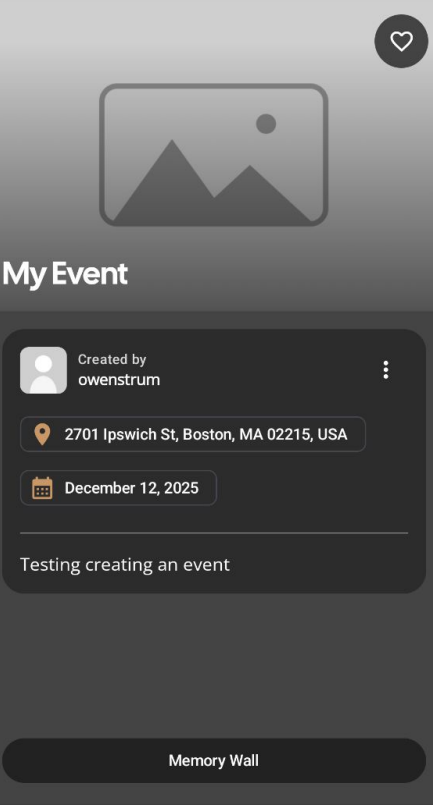 My Event
Created by
owenstrum
2701 Ipswich St, Boston, MA 02215, USA
December 12, 2025
Testing creating an event
Memory Wall